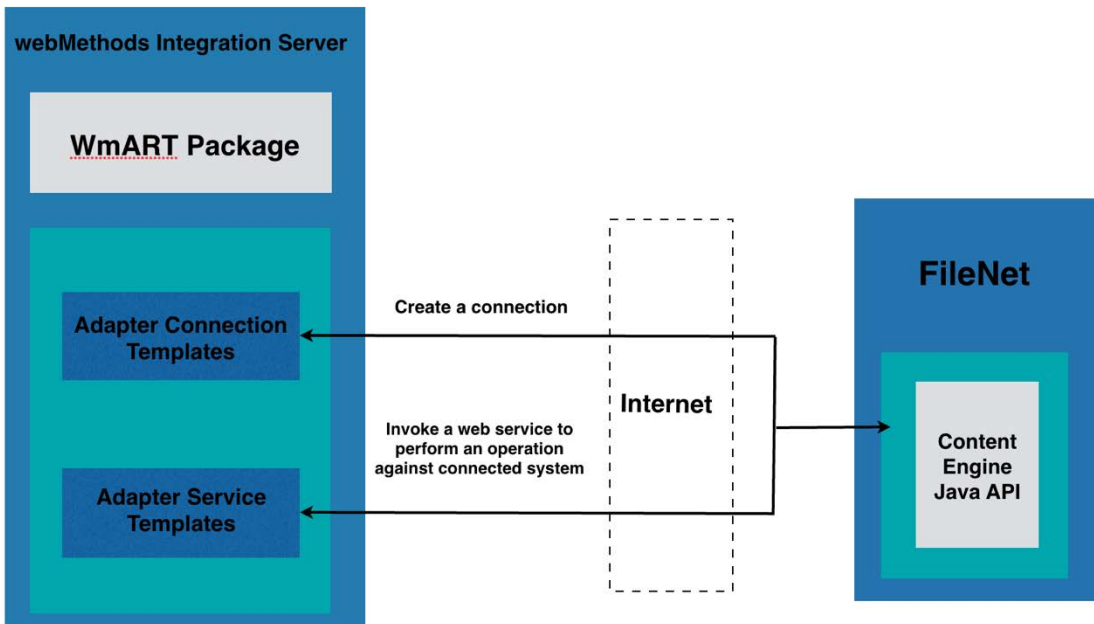 webMethods Integration Server
WmART Package
Adapter Connection
Templates
Adapter Service
Templates
Create a connection
Invoke a web service to
perform an operation
against connected system
Internet
FileNet
Content
Engine
Java API